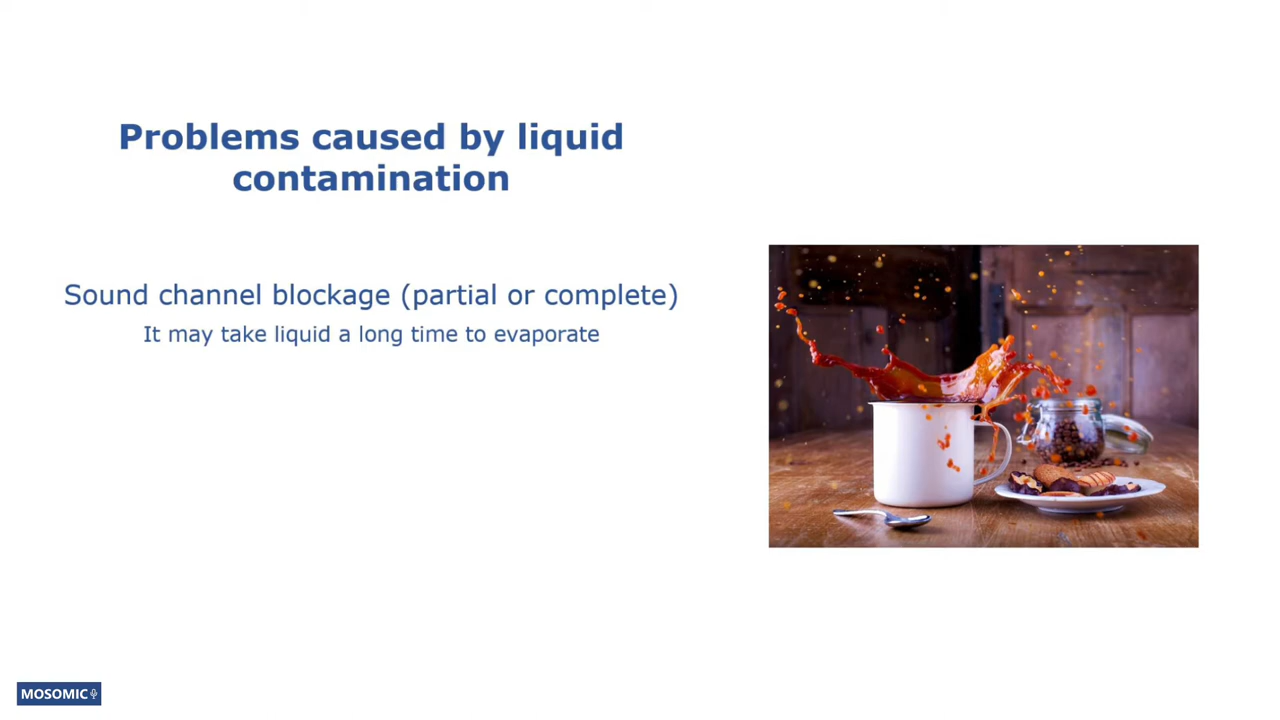 Problems caused by liquid
contamination
Sound channel blockage (partial or complete)
It may take liquid a long time to evaporate
MOSOMIC